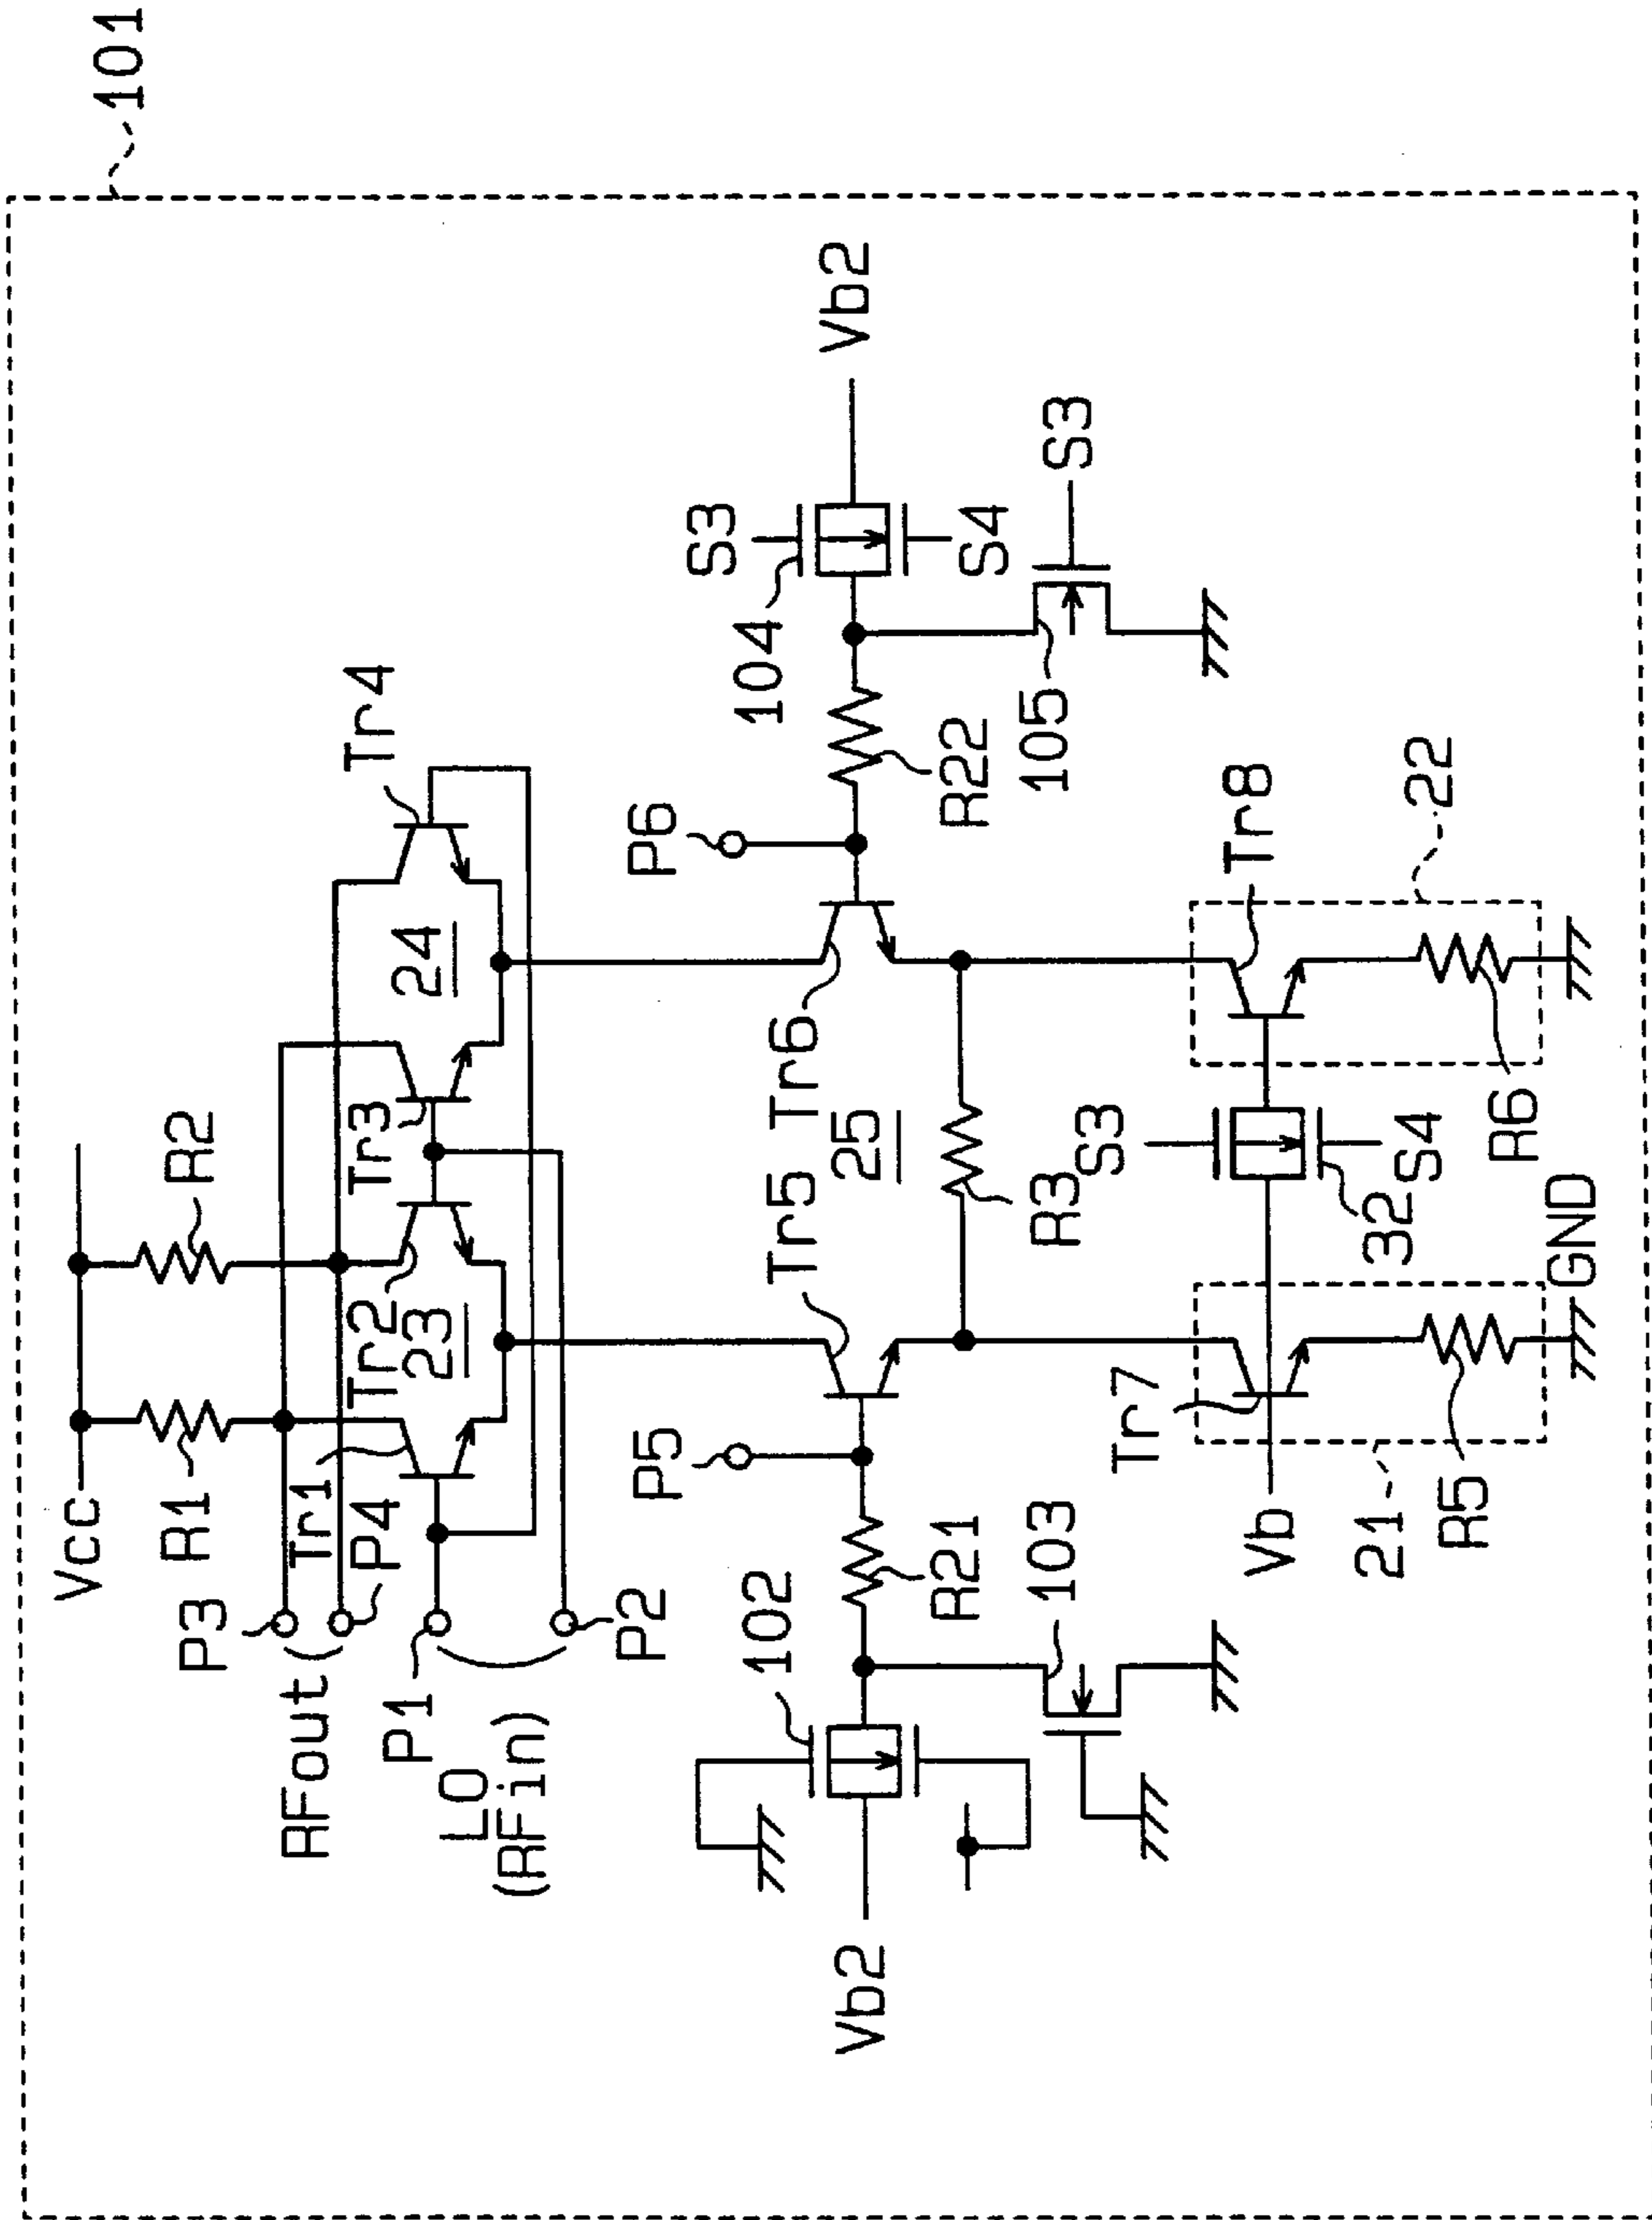 101
Vcc
R1
R2
P3
RFout
P4
Tr1
Tr2
23
Tr3
24
Tr4
P1
LO
(RFin)
P2
P5
Tr5
Tr6
25
P6
Vb2
102
R21
103
R3
R22
104
S3
S4
105
S3
Vb2
Tr7
Vb
21
R5
GND
S3
32
S4
Tr8
22
R6